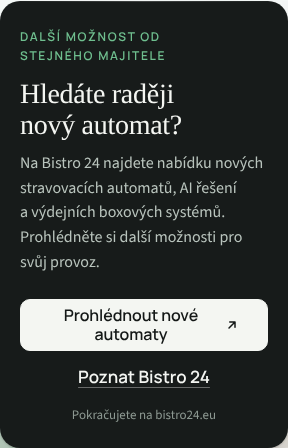 DALŠÍ MOŽNOST OD
STEJNÉHO MAJITELE
Hledáte raději
nový automat?
Na Bistro 24 najdete nabídku nových
stravovacích automatů, AI řešení
a výdejních boxových systémů.
Prohlédněte si další možnosti pro
svůj provoz.
Prohlédnout nové
automaty
Poznat Bistro 24
Pokračujete na bistro24.eu